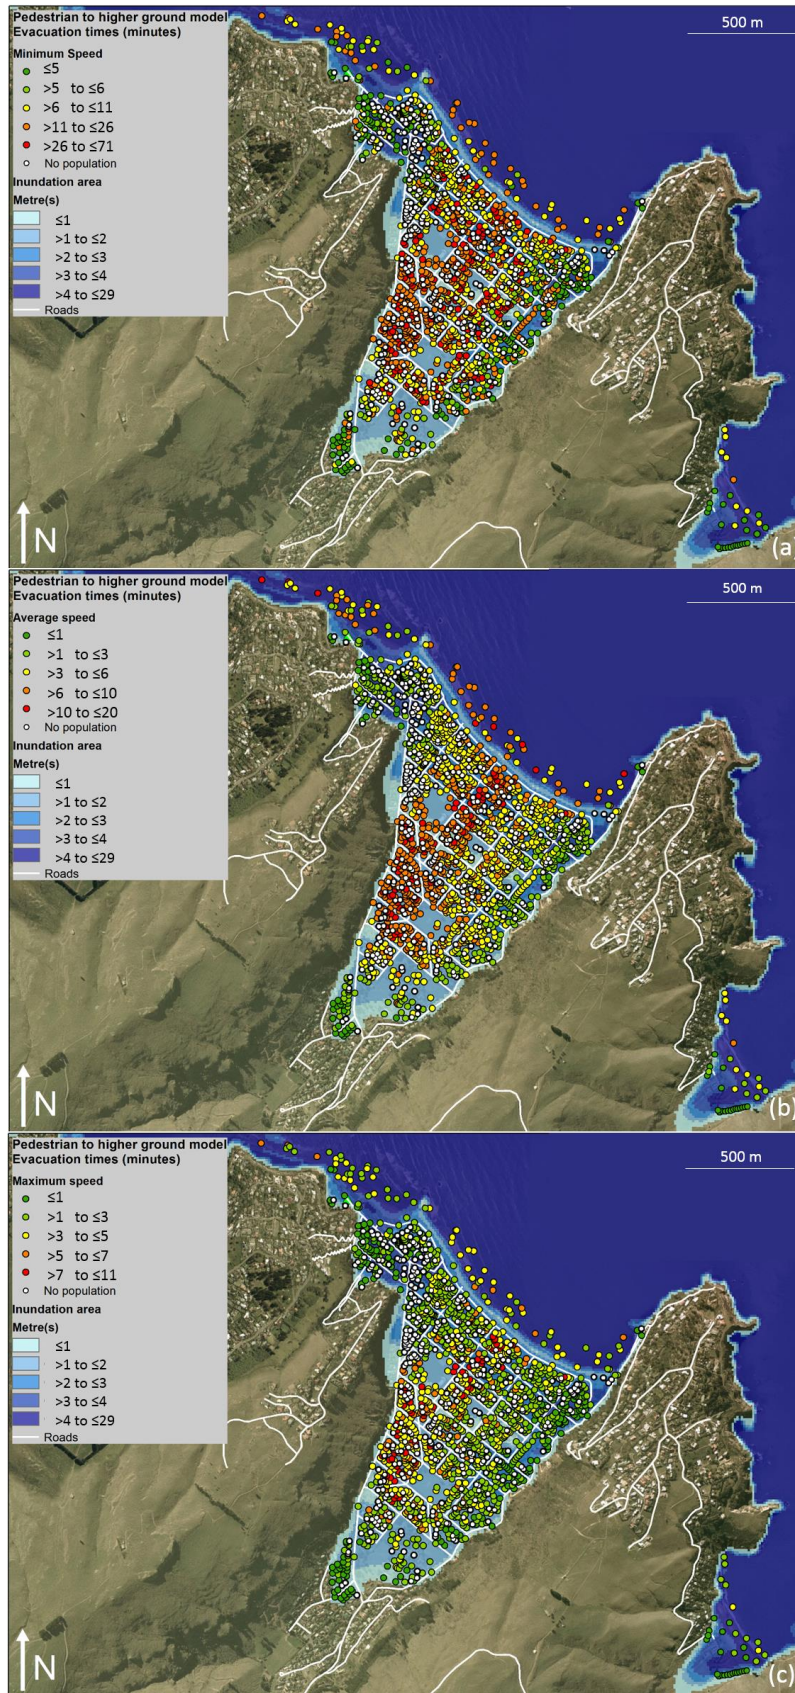 Pedestrian to higher ground model
Evacuation times (minutes)
Minimum Speed
≤5
>5 to ≤6
>6 to ≤11
>11 to ≤26
>26 to ≤71
No population
Inundation area
Metre(s)
≤1
>1 to ≤2
>2 to ≤3
>3 to ≤4
>4 to ≤29
Roads
500 m
N
(a)
Pedestrian to higher ground model
Evacuation times (minutes)
Average speed
≤1
>1 to ≤3
>3 to ≤6
>6 to ≤10
>10 to ≤20
No population
Inundation area
Metre(s)
≤1
>1 to ≤2
>2 to ≤3
>3 to ≤4
>4 to ≤29
Roads
500 m
N
(b)
Pedestrian to higher ground model
Evacuation times (minutes)
Maximum speed
≤1
>1 to ≤3
>3 to ≤5
>5 to ≤7
>7 to ≤11
No population
Inundation area
Metre(s)
≤1
>1 to ≤2
>2 to ≤3
>3 to ≤4
>4 to ≤29
Roads
500 m
N
(c)